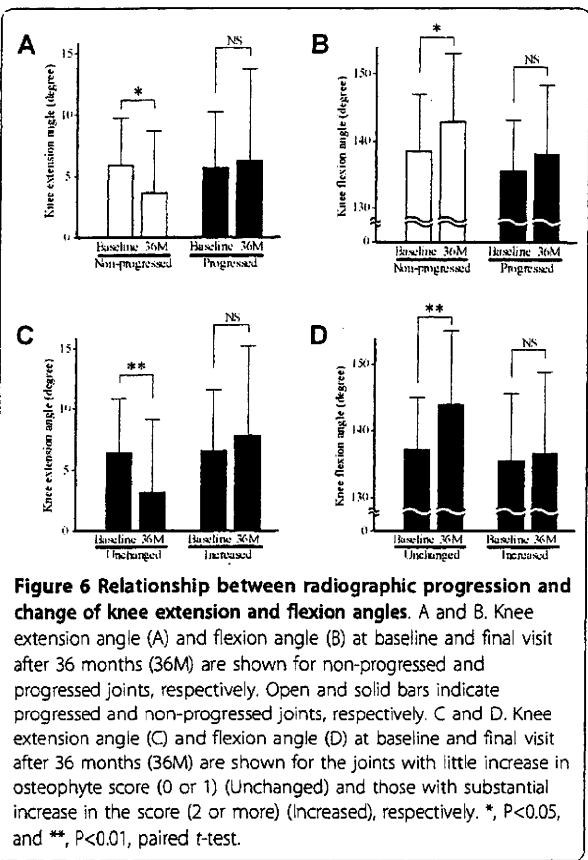 A
Knee extension angle (degree)
15
10
5
0
*
NS
Baseline 36M
Non-progressed
Baseline 36M
Progressed
B
Knee flexion angle (degree)
150
140
130
0
*
NS
Baseline 36M
Non-progressed
Baseline 36M
Progressed
C
Knee extension angle (degree)
15
10
5
0
**
NS
Baseline 36M
Unchanged
Baseline 36M
Increased
D
Knee flexion angle (degree)
150
140
130
0
**
NS
Baseline 36M
Unchanged
Baseline 36M
Increased
Figure 6 Relationship between radiographic progression and
change of knee extension and flexion angles. A and B. Knee
extension angle (A) and flexion angle (B) at baseline and final visit
after 36 months (36M) are shown for non-progressed and
progressed joints, respectively. Open and solid bars indicate
progressed and non-progressed joints, respectively. C and D. Knee
extension angle (C) and flexion angle (D) at baseline and final visit
after 36 months (36M) are shown for the joints with little increase in
osteophyte score (0 or 1) (Unchanged) and those with substantial
increase in the score (2 or more) (Increased), respectively. *, P<0.05,
and **, P<0.01, paired t-test.